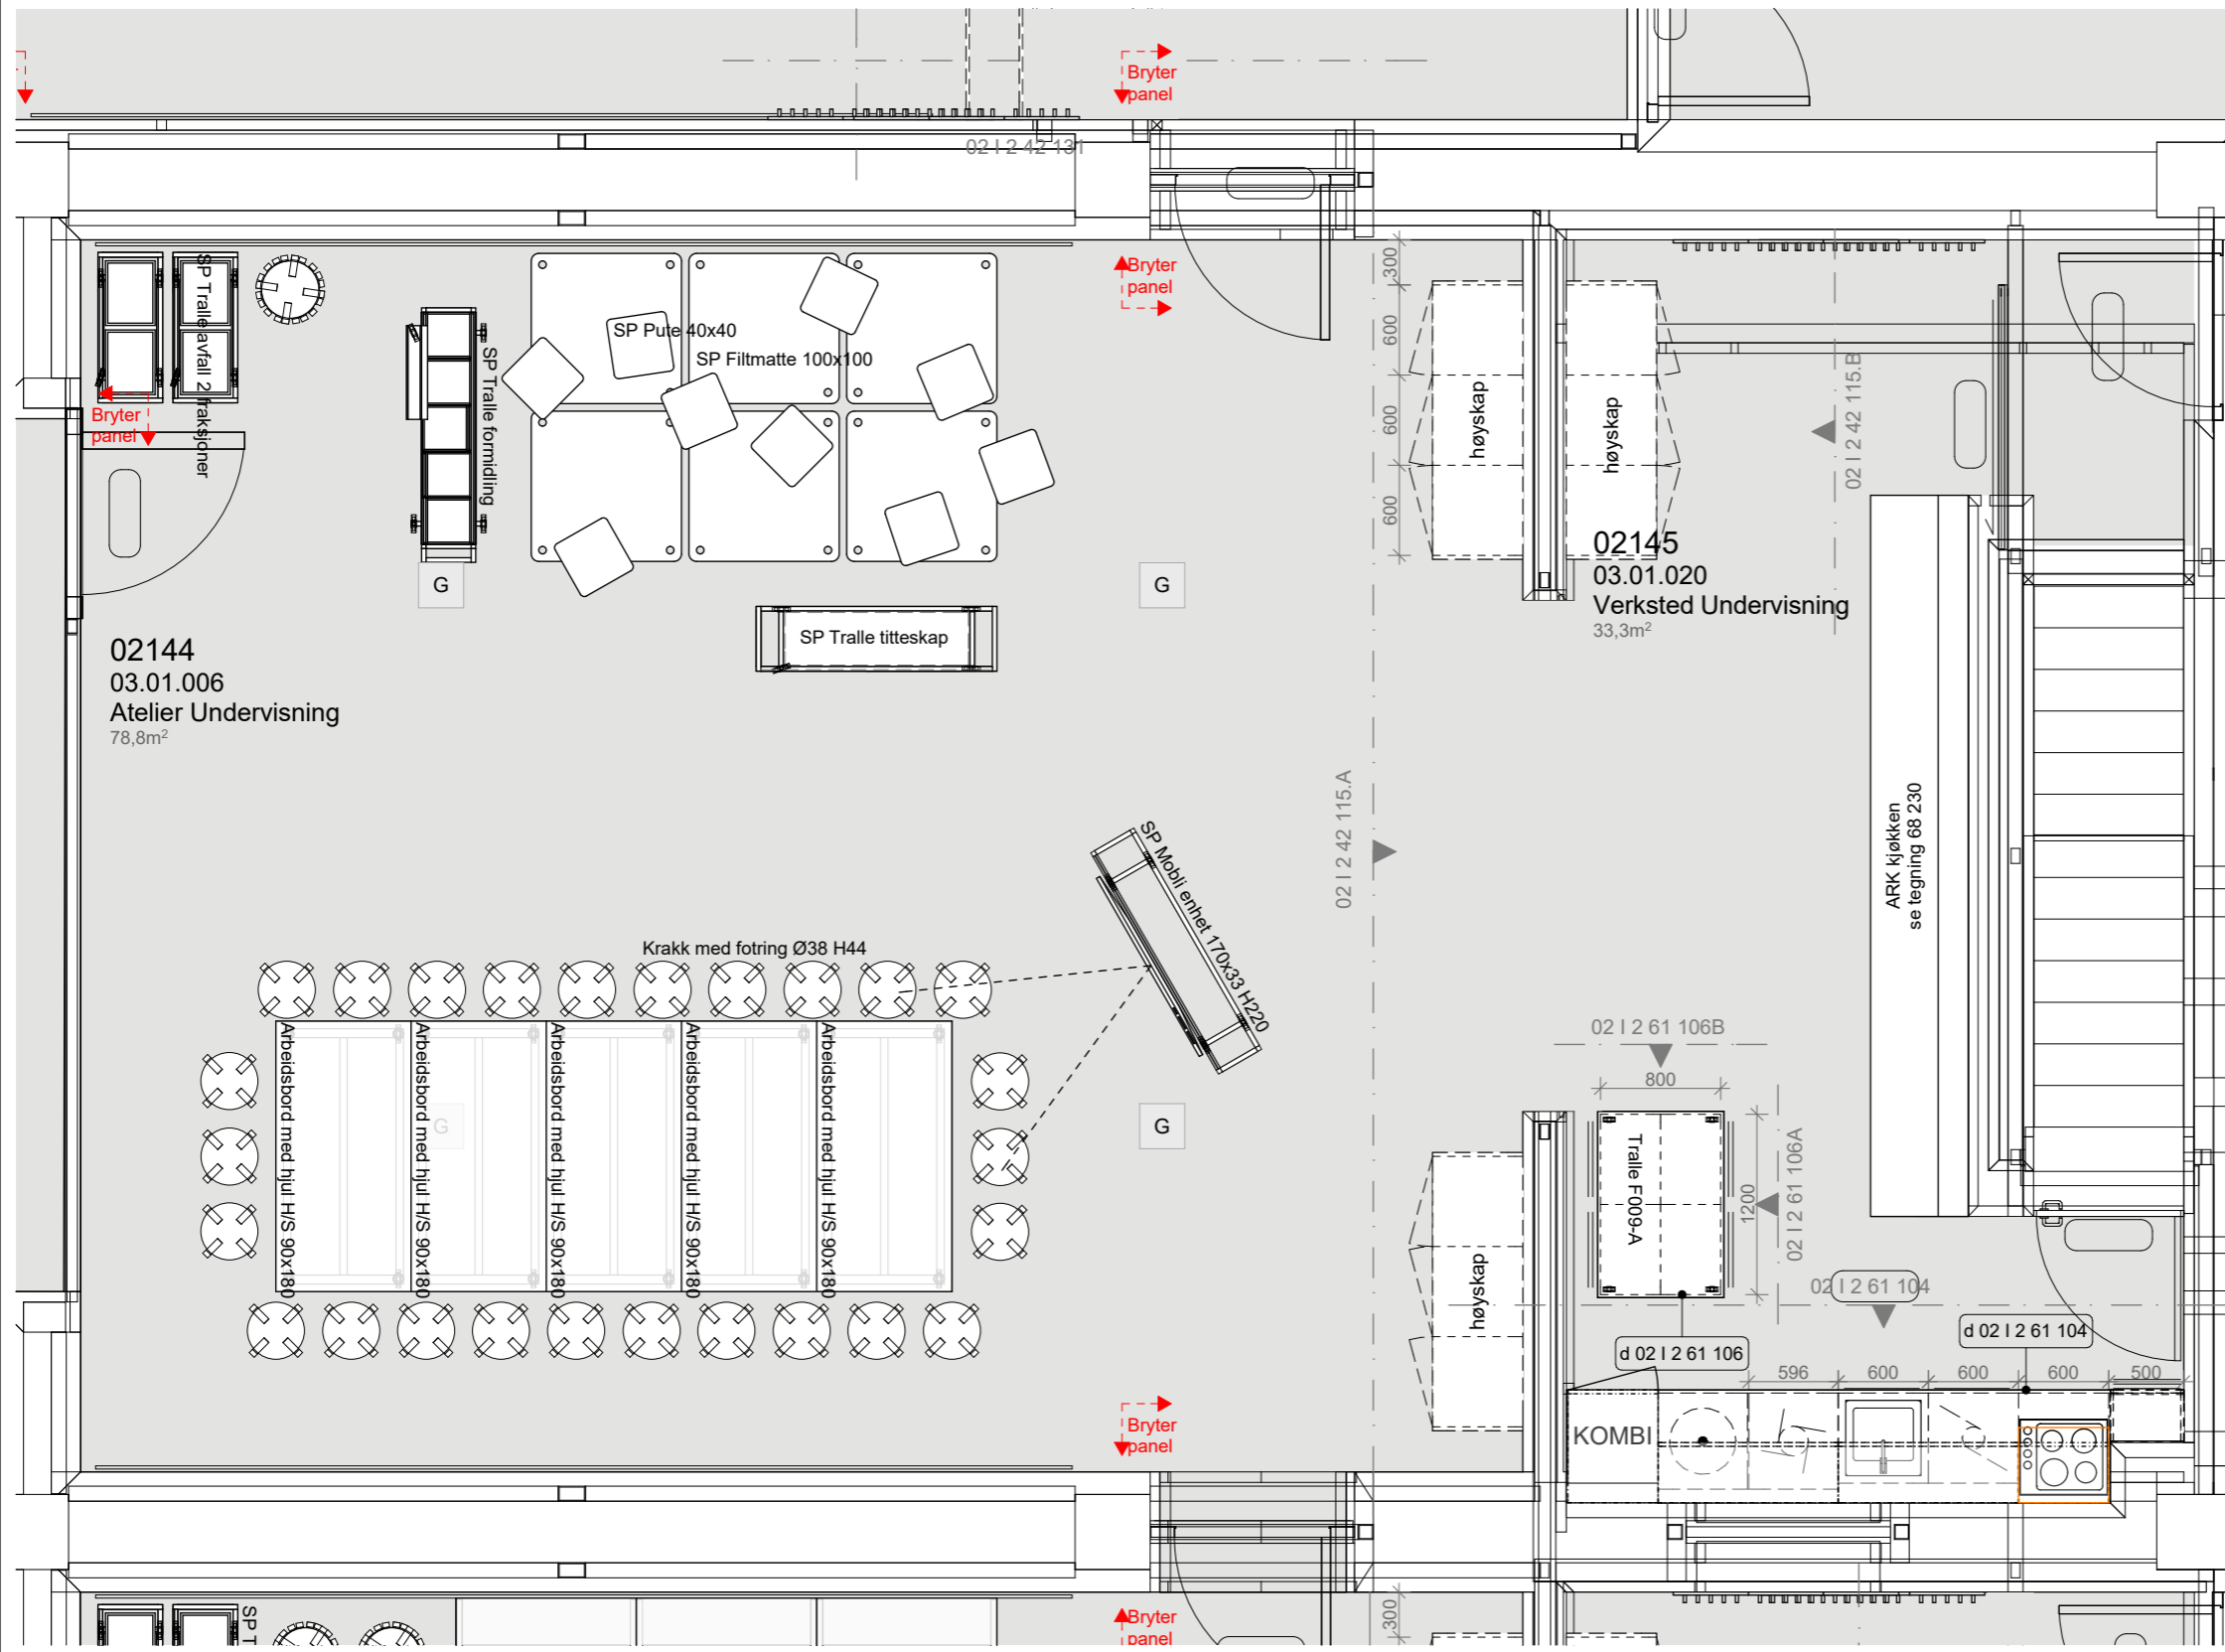 Bryter
panel
02 I 2 42 131
Bryter
panel
300
600
600
600
SP Tralle avfall 2 fraksjoner
Bryter
panel
SP Tralle formidling
SP Pute 40x40
SP Filtmatte 100x100
høyskap
høyskap
02 I 2 42 115.B
G
G
SP Tralle titteskap
02144
03.01.006
Atelier Undervisning
78,8m²
02145
03.01.020
Verksted Undervisning
33,3m²
02 I 2 42 115.A
ARK kjøkken
se tegning 68 230
SP Mobli enhet 170x33 H220
Krakk med fotring Ø38 H44
Arbeidsbord med hjul H/S 90x180
Arbeidsbord med hjul H/S 90x180
Arbeidsbord med hjul H/S 90x180
Arbeidsbord med hjul H/S 90x180
Arbeidsbord med hjul H/S 90x180
G
G
02 I 2 61 106B
800
Tralle F009-A
1200
02 I 2 61 106A
høyskap
02 I 2 61 104
d 02 I 2 61 104
d 02 I 2 61 106
596
600
600
600
500
KOMBI
Bryter
panel
SP T
Bryter
panel
300